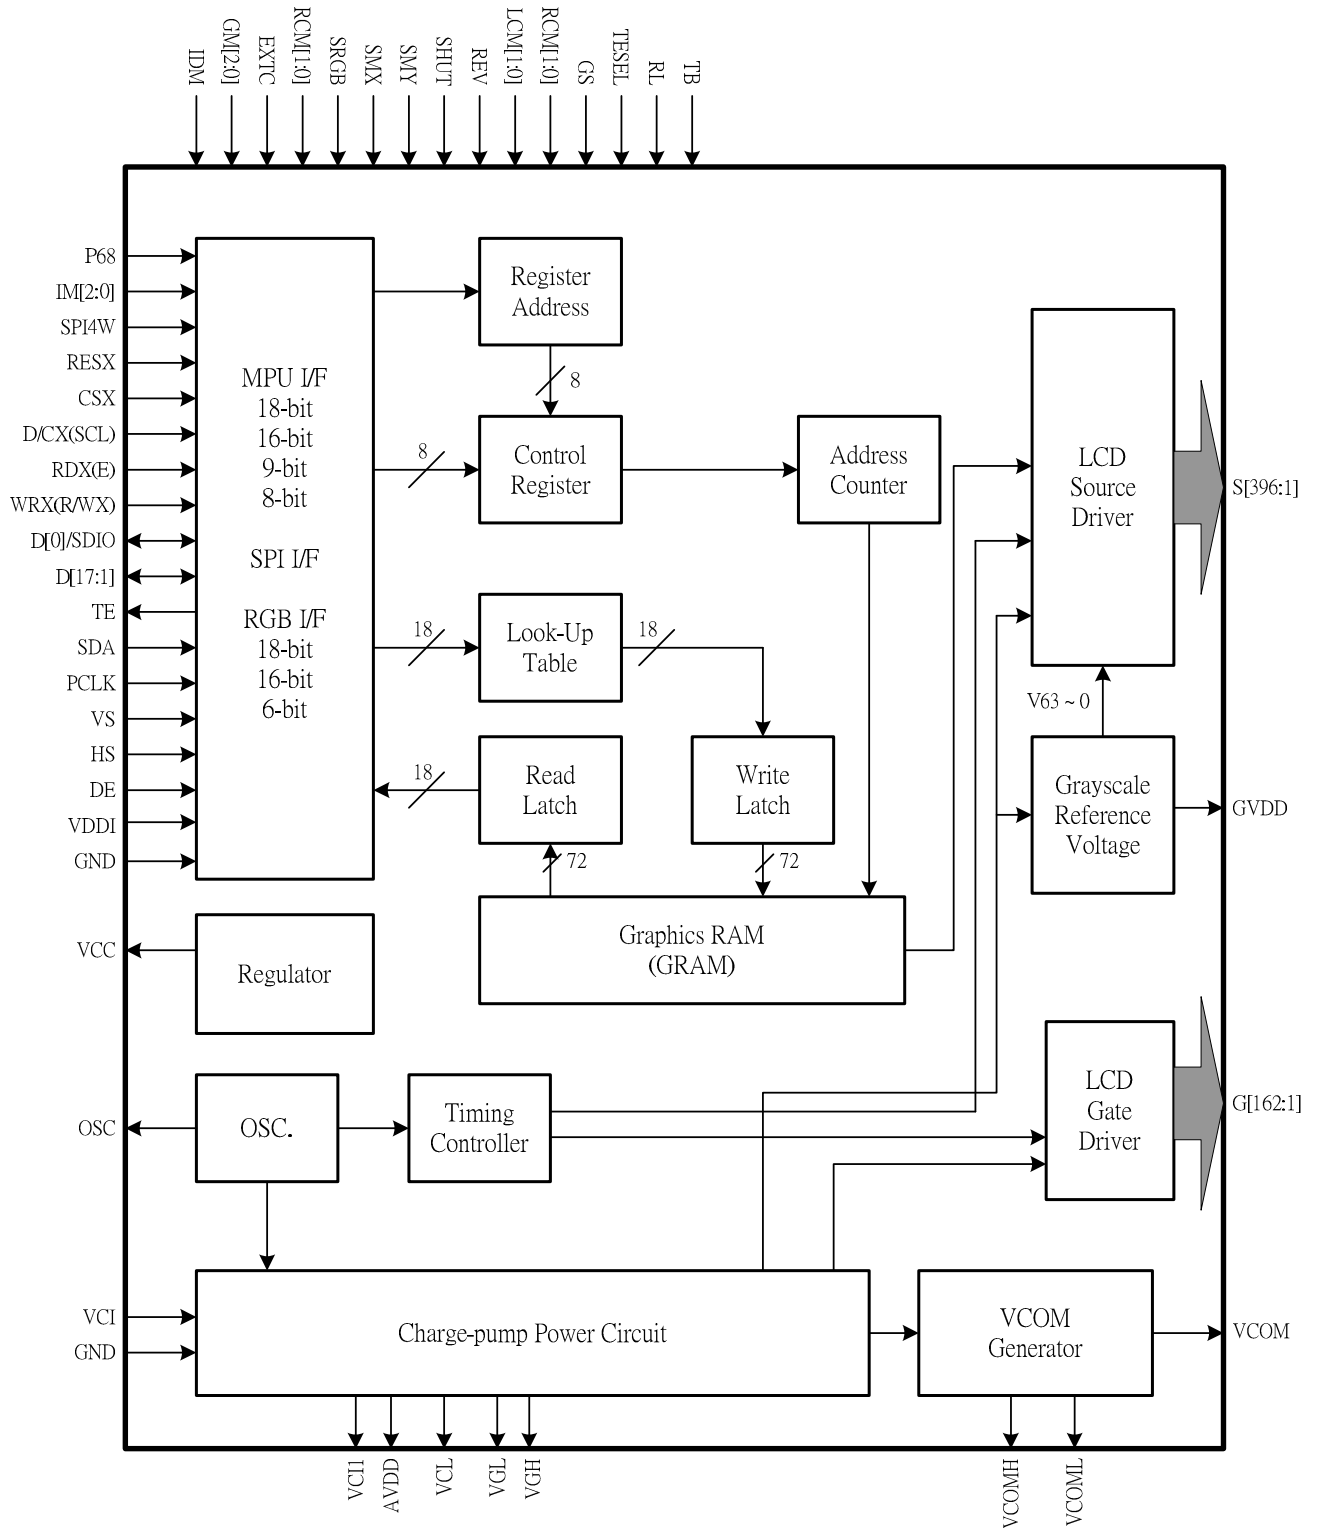 IDM
GM[2:0]
EXTC
RCM[1:0]
SRGB
SMX
SMY
SHUT
REV
LCM[1:0]
RCM[1:0]
GS
TESEL
RL
TB
P68
IM[2:0]
SPI4W
RESX
CSX
D/CX(SCL)
RDX(E)
WRX(R/WX)
D[0]/SDIO
D[17:1]
TE
SDA
PCLK
VS
HS
DE
VDDI
GND
MPU I/F
18-bit
16-bit
9-bit
8-bit
SPI I/F
RGB I/F
18-bit
16-bit
6-bit
Register
Address
8
8
Control
Register
Address
Counter
18
Look-Up
Table
18
18
Read
Latch
Write
Latch
72
72
Graphics RAM
(GRAM)
LCD
Source
Driver
S[396:1]
V63 ~ 0
Grayscale
Reference
Voltage
GVDD
VCC
Regulator
OSC
OSC.
Timing
Controller
LCD
Gate
Driver
G[162:1]
VCI
GND
Charge-pump Power Circuit
VCOM
Generator
VCOM
VCI1
AVDD
VCL
VGL
VGH
VCOMH
VCOML